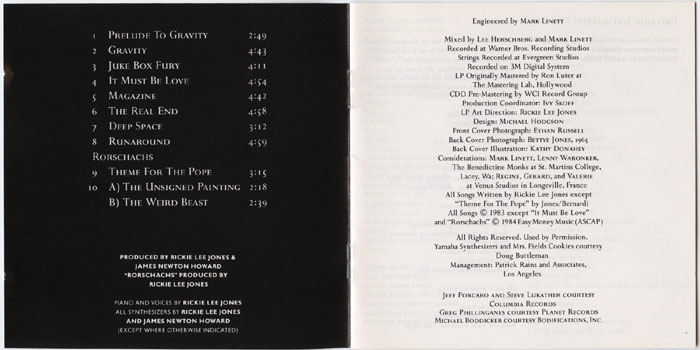 1 Prelude To Gravity 2:49
2 Gravity 4:43
3 Juke Box Fury 4:11
4 It Must Be Love 4:54
5 Magazine 4:42
6 The Real End 4:58
7 Deep Space 3:12
8 Runaround 4:59
Rorschachs
9 Theme For The Pope 3:15
10 A) The Unsigned Painting 2:18
B) The Weird Beast 2:39
PRODUCED BY RICKIE LEE JONES &
JAMES NEWTON HOWARD
"RORSCHACHS" PRODUCED BY
RICKIE LEE JONES
PIANO AND VOICES BY RICKIE LEE JONES
ALL SYNTHESIZERS BY RICKIE LEE JONES
AND JAMES NEWTON HOWARD
(EXCEPT WHERE OTHERWISE INDICATED)
Engineered by Mark Linett
Mixed by Lee Herschberg and Mark Linett
Recorded at Warner Bros. Recording Studios
Strings Recorded at Evergreen Studios
Recorded on 3M Digital System
LP Originally Mastered by Ron Luter at
The Mastering Lab, Hollywood
CDD Pre-Mastering by WCI Record Group
Production Coordinator: Ivy Skoff
LP Art Direction: Rickie Lee Jones
Design: Michael Hodgson
Front Cover Photograph: Ethan Russell
Back Cover Photograph: Bettye Jones, 1964
Back Cover Illustration: Kathy Donahey
Considerations: Mark Linett, Lenny Waronker,
The Benedictine Monks at St. Martins College,
Lacey, Wa; Regine, Gerard, and Valerie
at Venus Studios in Longeville, France
All Songs Written by Rickie Lee Jones except
"Theme For The Pope" by Jones/Bernardi
All Songs © 1983 except "It Must Be Love"
and "Rorschachs" © 1984 Easy Money Music (ASCAP)
All Rights Reserved. Used by Permission.
Yamaha Synthesizers and Mrs. Fields Cookies courtesy
Doug Buttleman
Management: Patrick Rains and Associates,
Los Angeles
Jeff Porcaro and Steve Lukather courtesy
Columbia Records
Greg Phillinganes courtesy Planet Records
Michael Boddicker courtesy Bodifications, Inc.